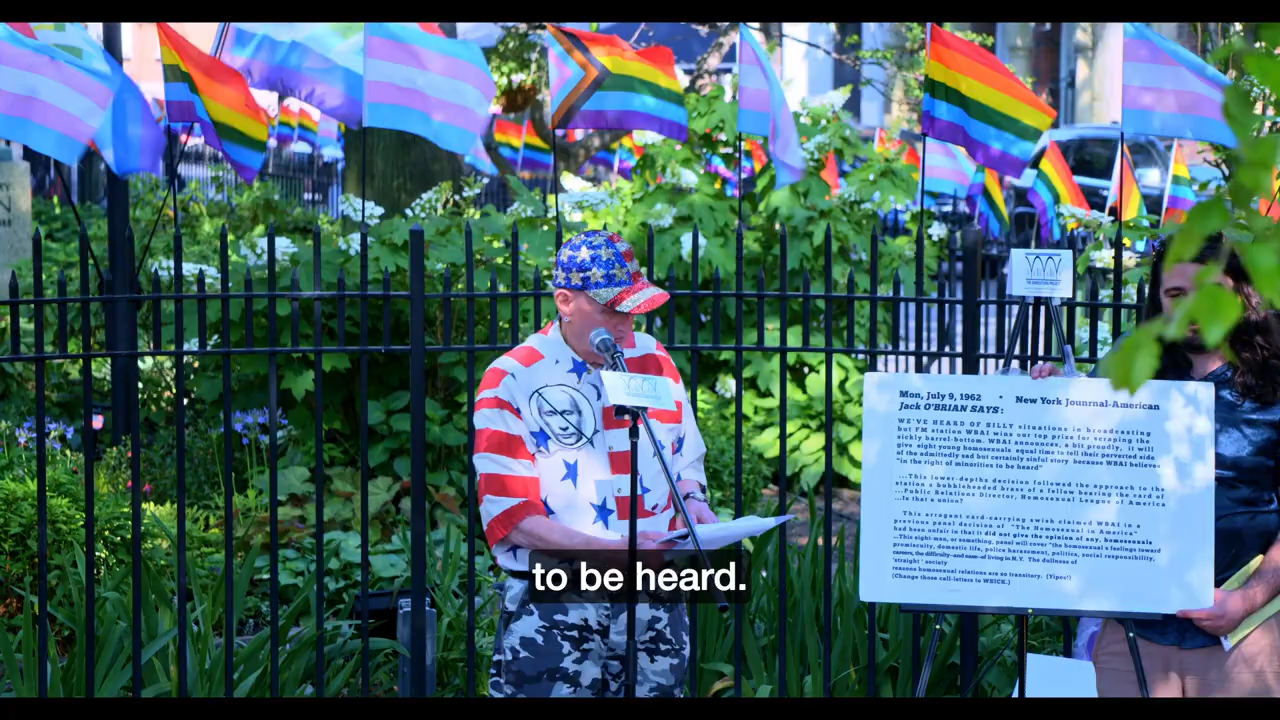 Mon, July 9, 1962 • New York Jounrnal-American
Jack O'BRIAN SAYS:
WE'VE HEARD OF SILLY situations in broadcasting
but FM station WBAI wins our top prize for scraping the
sickly barrel-bottom. WBAI announces, a bit proudly, it will
give eight young homosexuals equal time to tell their perverted side
of the admittedly sad but certainly sinful story because WBAI believes
"in the right of minorities to be heard"
...This lower-depths decision followed the approach to the
station a bubbleheaded brass of a fellow bearing the card of
...Public Relations Director, Homosexual League of America
...Is that a union?
This arragant card-carrying swish claimed WBAI in a
previous panel decision of "The Homosexual in America"
had been unfair in that it did not give the opinion of any, homosexuals
...This eight-man, or something, panel will cover "the homosexual's feelings toward
promiscuity, domestic life, police harassment, politics, social responsibility,
careers, the difficulty--and ease--of living in N.Y. The dullness of
'straight' society
reasons homosexual relations are so transitory. (Yipes!)
(Change those call-letters to WSICK.)
to be heard.